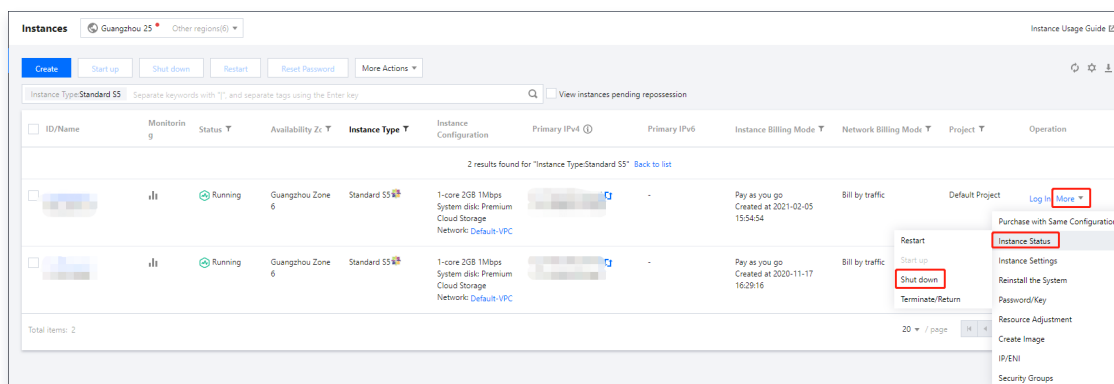 Instances
Guangzhou 25 Other regions(6)
Instance Usage Guide
Create Start up Shut down Restart Reset Password More Actions
Instance Type:Standard S5 Separate keywords with "|", and separate tags using the Enter key
View instances pending repossession
ID/Name
Monitorin
g
Status
Availability Zc
Instance Type
Instance
Configuration
Primary IPv4
Primary IPv6
Instance Billing Mode
Network Billing Mode
Project
Operation
2 results found for "Instance Type:Standard S5" Back to list
Running
Guangzhou Zone
6
Standard S5
1-core 2GB 1Mbps
System disk: Premium
Cloud Storage
Network: Default-VPC
-
Pay as you go
Created at 2021-02-05
15:54:54
Bill by traffic
Default Project
Log In More
Running
Guangzhou Zone
6
Standard S5
1-core 2GB 1Mbps
System disk: Premium
Cloud Storage
Network: Default-VPC
-
Pay as you go
Created at 2020-11-17
16:29:16
Bill by traffic
Restart
Start up
Shut down
Terminate/Return
Purchase with Same Configuration
Instance Status
Instance Settings
Reinstall the System
Password/Key
Resource Adjustment
Create Image
IP/ENI
Security Groups
Total items: 2
20 / page